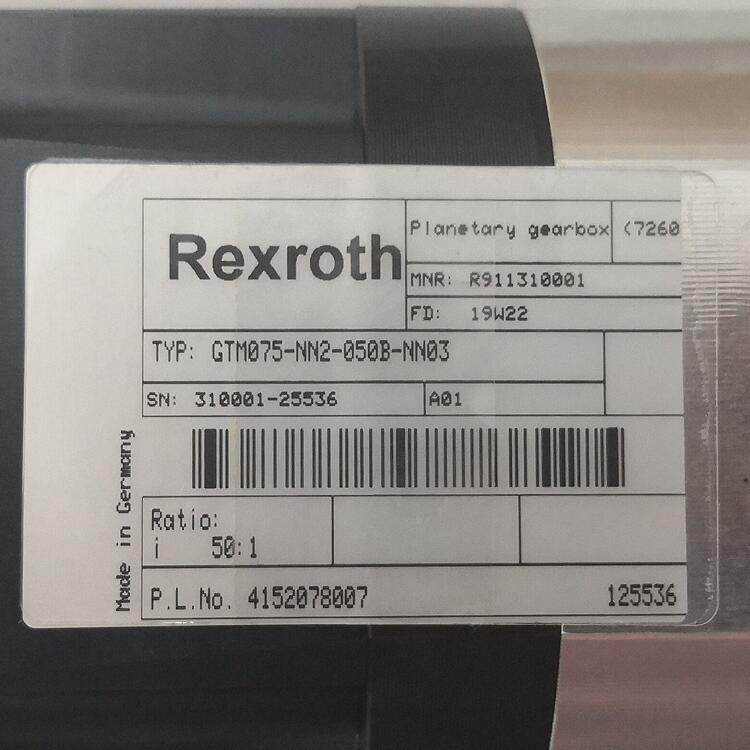 Rexroth
Planetary gearbox (7260
MNR: R911310001
FD: 19W22
TYP: GTM075-NN2-050B-NN03
SN: 310001-25536 A01
Made in Germany
Ratio:
i 50:1
P.L.No. 4152078007 125536